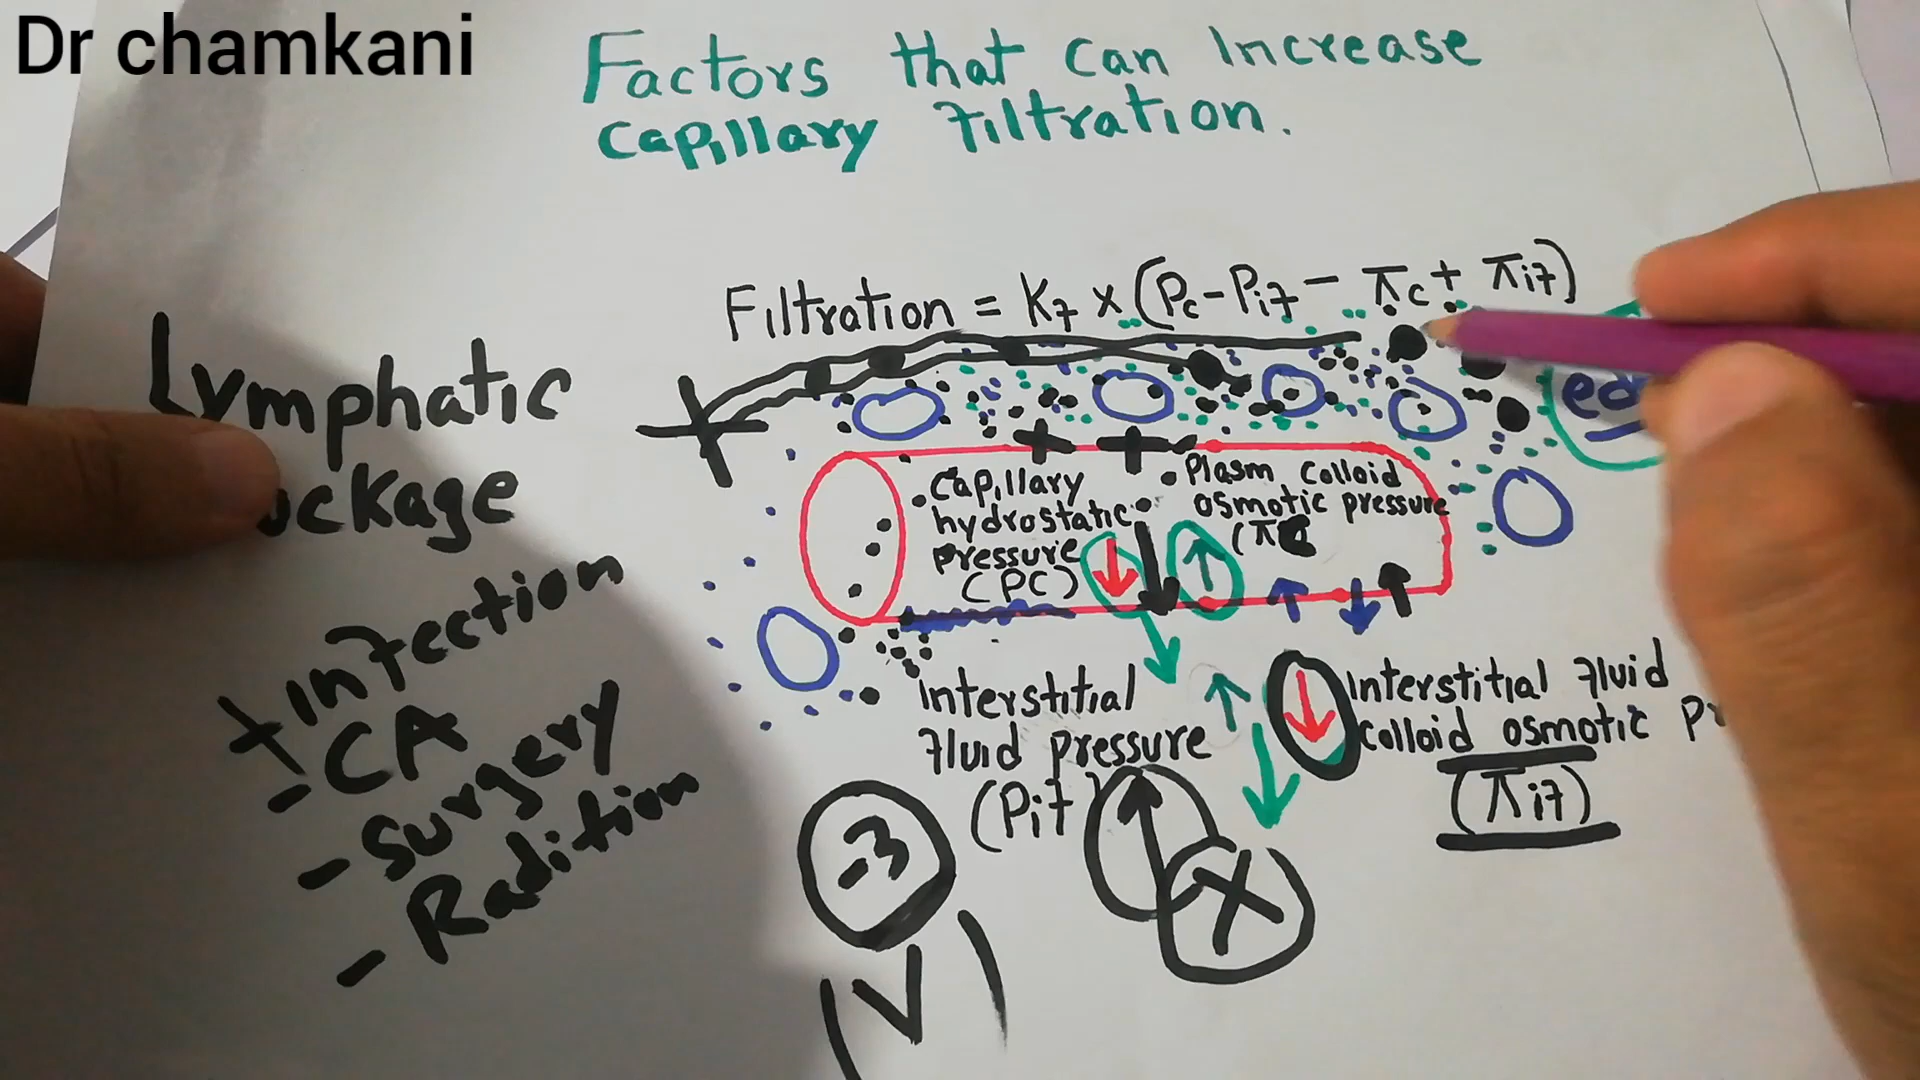 Dr chamkani
Factors that can Increase
Capillary Filtration.
Filtration = Kf × (Pc - Pif - πc + πif)
Lymphatic
Infection
- CA
- Surgery
- Radition
Capillary
hydrostatic
pressure
(PC)
Plasm Colloid
osmotic pressure
Interstitial
fluid pressure
(Pif)
Interstitial fluid
colloid osmotic
(πif)
-3